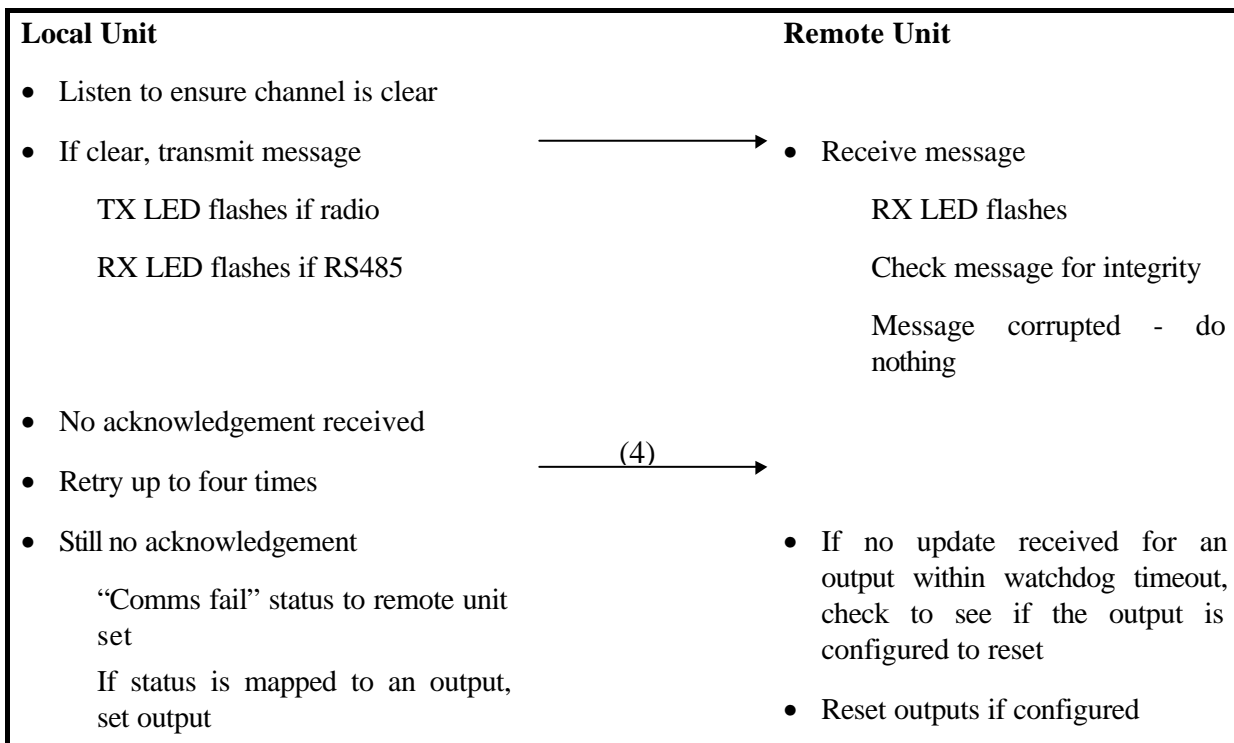 Local Unit
Remote Unit
• Listen to ensure channel is clear
• If clear, transmit message
• Receive message
TX LED flashes if radio
RX LED flashes
RX LED flashes if RS485
Check message for integrity
Message corrupted - do
nothing
• No acknowledgement received
(4)
• Retry up to four times
• Still no acknowledgement
“Comms fail” status to remote unit
set
If status is mapped to an output,
set output
• If no update received for an
output within watchdog timeout,
check to see if the output is
configured to reset
• Reset outputs if configured